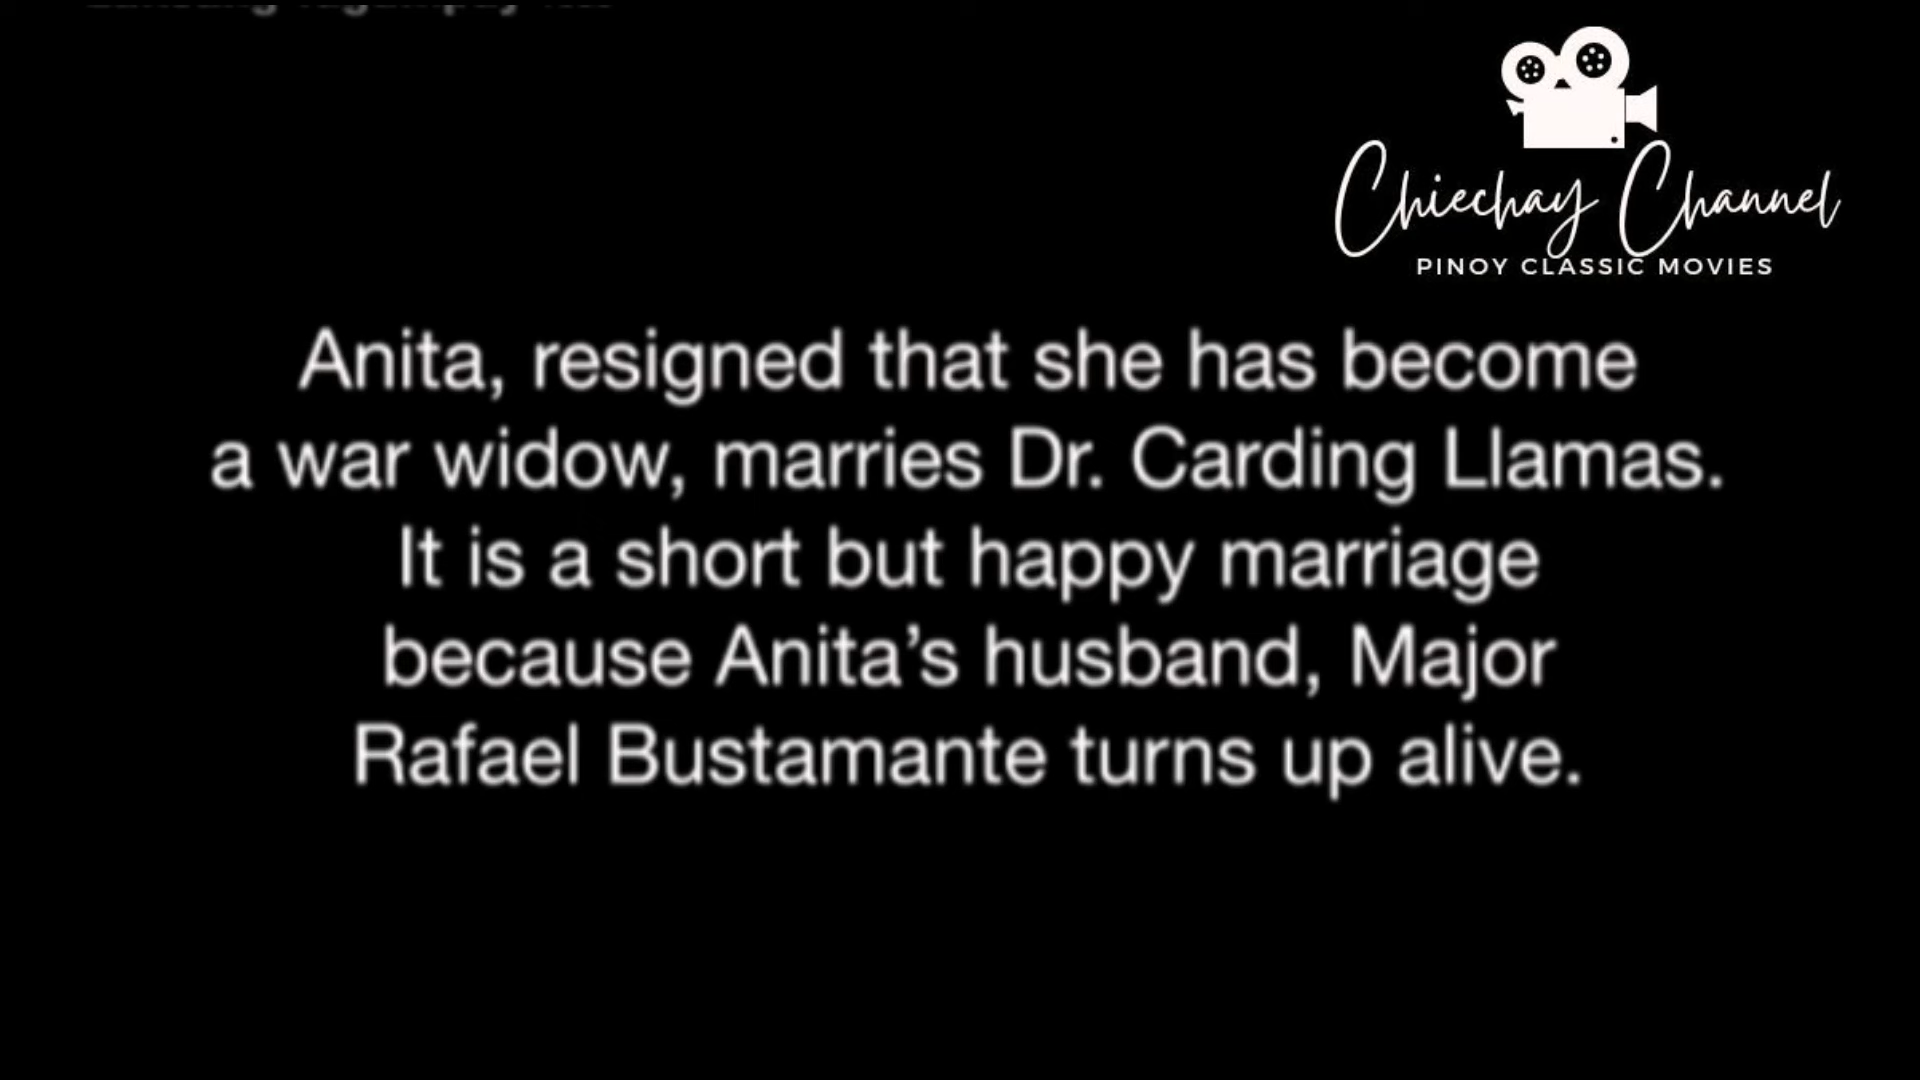 Chiechay Channel
PINOY CLASSIC MOVIES
Anita, resigned that she has become
a war widow, marries Dr. Carding Llamas.
It is a short but happy marriage
because Anita’s husband, Major
Rafael Bustamante turns up alive.